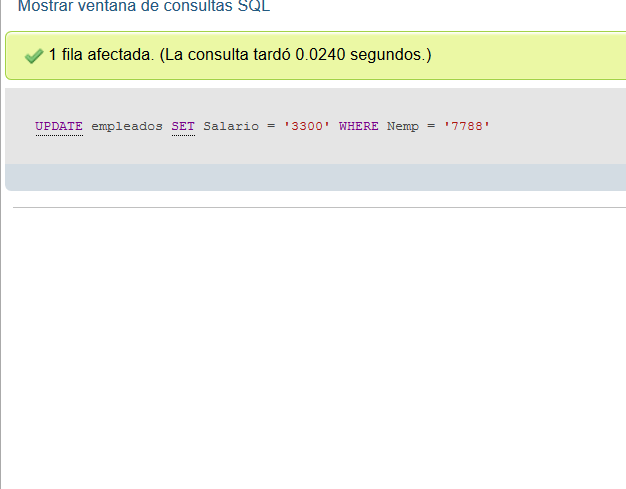 Mostrar ventana de consultas SQL
1 fila afectada. (La consulta tardó 0.0240 segundos.)
UPDATE empleados SET Salario = '3300' WHERE Nemp = '7788'